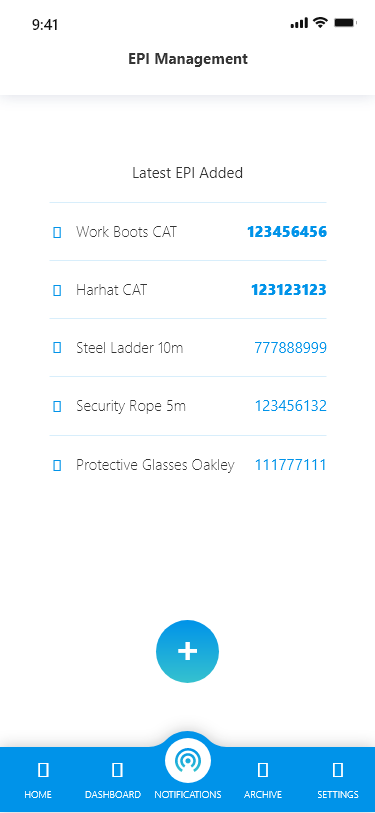 9:41
EPI Management
Latest EPI Added
Work Boots CAT 123456456
Harhat CAT 123123123
Steel Ladder 10m 777888999
Security Rope 5m 123456132
Protective Glasses Oakley 111777111
+
HOME DASHBOARD NOTIFICATIONS ARCHIVE SETTINGS